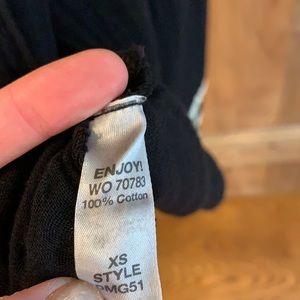 ENJOY!
WO 70783
100% Cotton
XS
STYLE